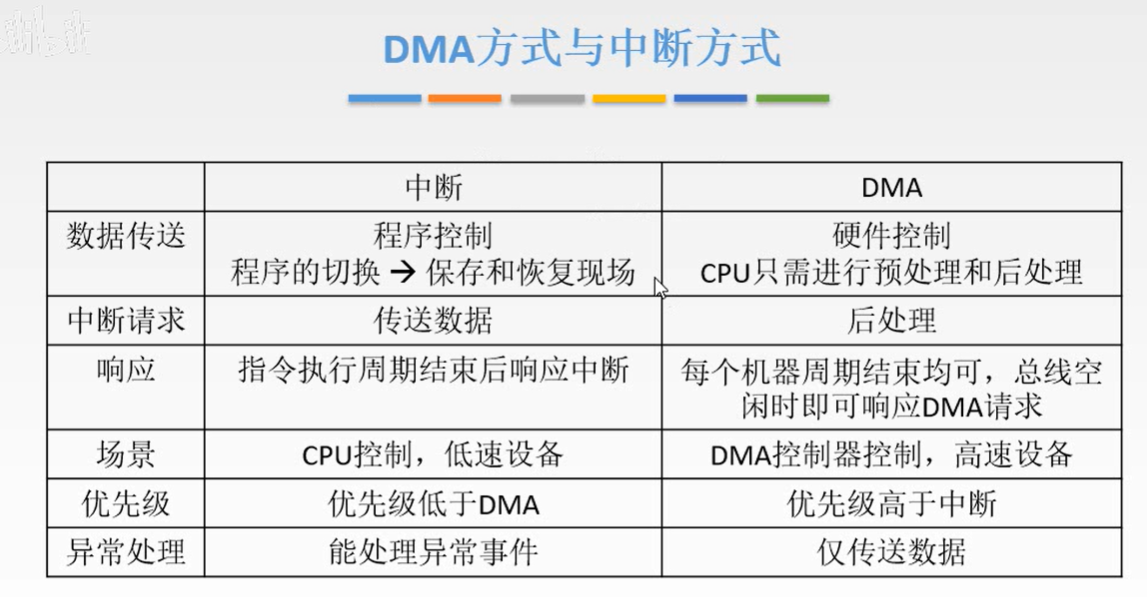 DMA方式与中断方式
中断
DMA
数据传送
程序控制
程序的切换 → 保存和恢复现场
硬件控制
CPU只需进行预处理和后处理
中断请求
传送数据
后处理
响应
指令执行周期结束后响应中断
每个机器周期结束均可，总线空
闲时即可响应DMA请求
场景
CPU控制，低速设备
DMA控制器控制，高速设备
优先级
优先级低于DMA
优先级高于中断
异常处理
能处理异常事件
仅传送数据